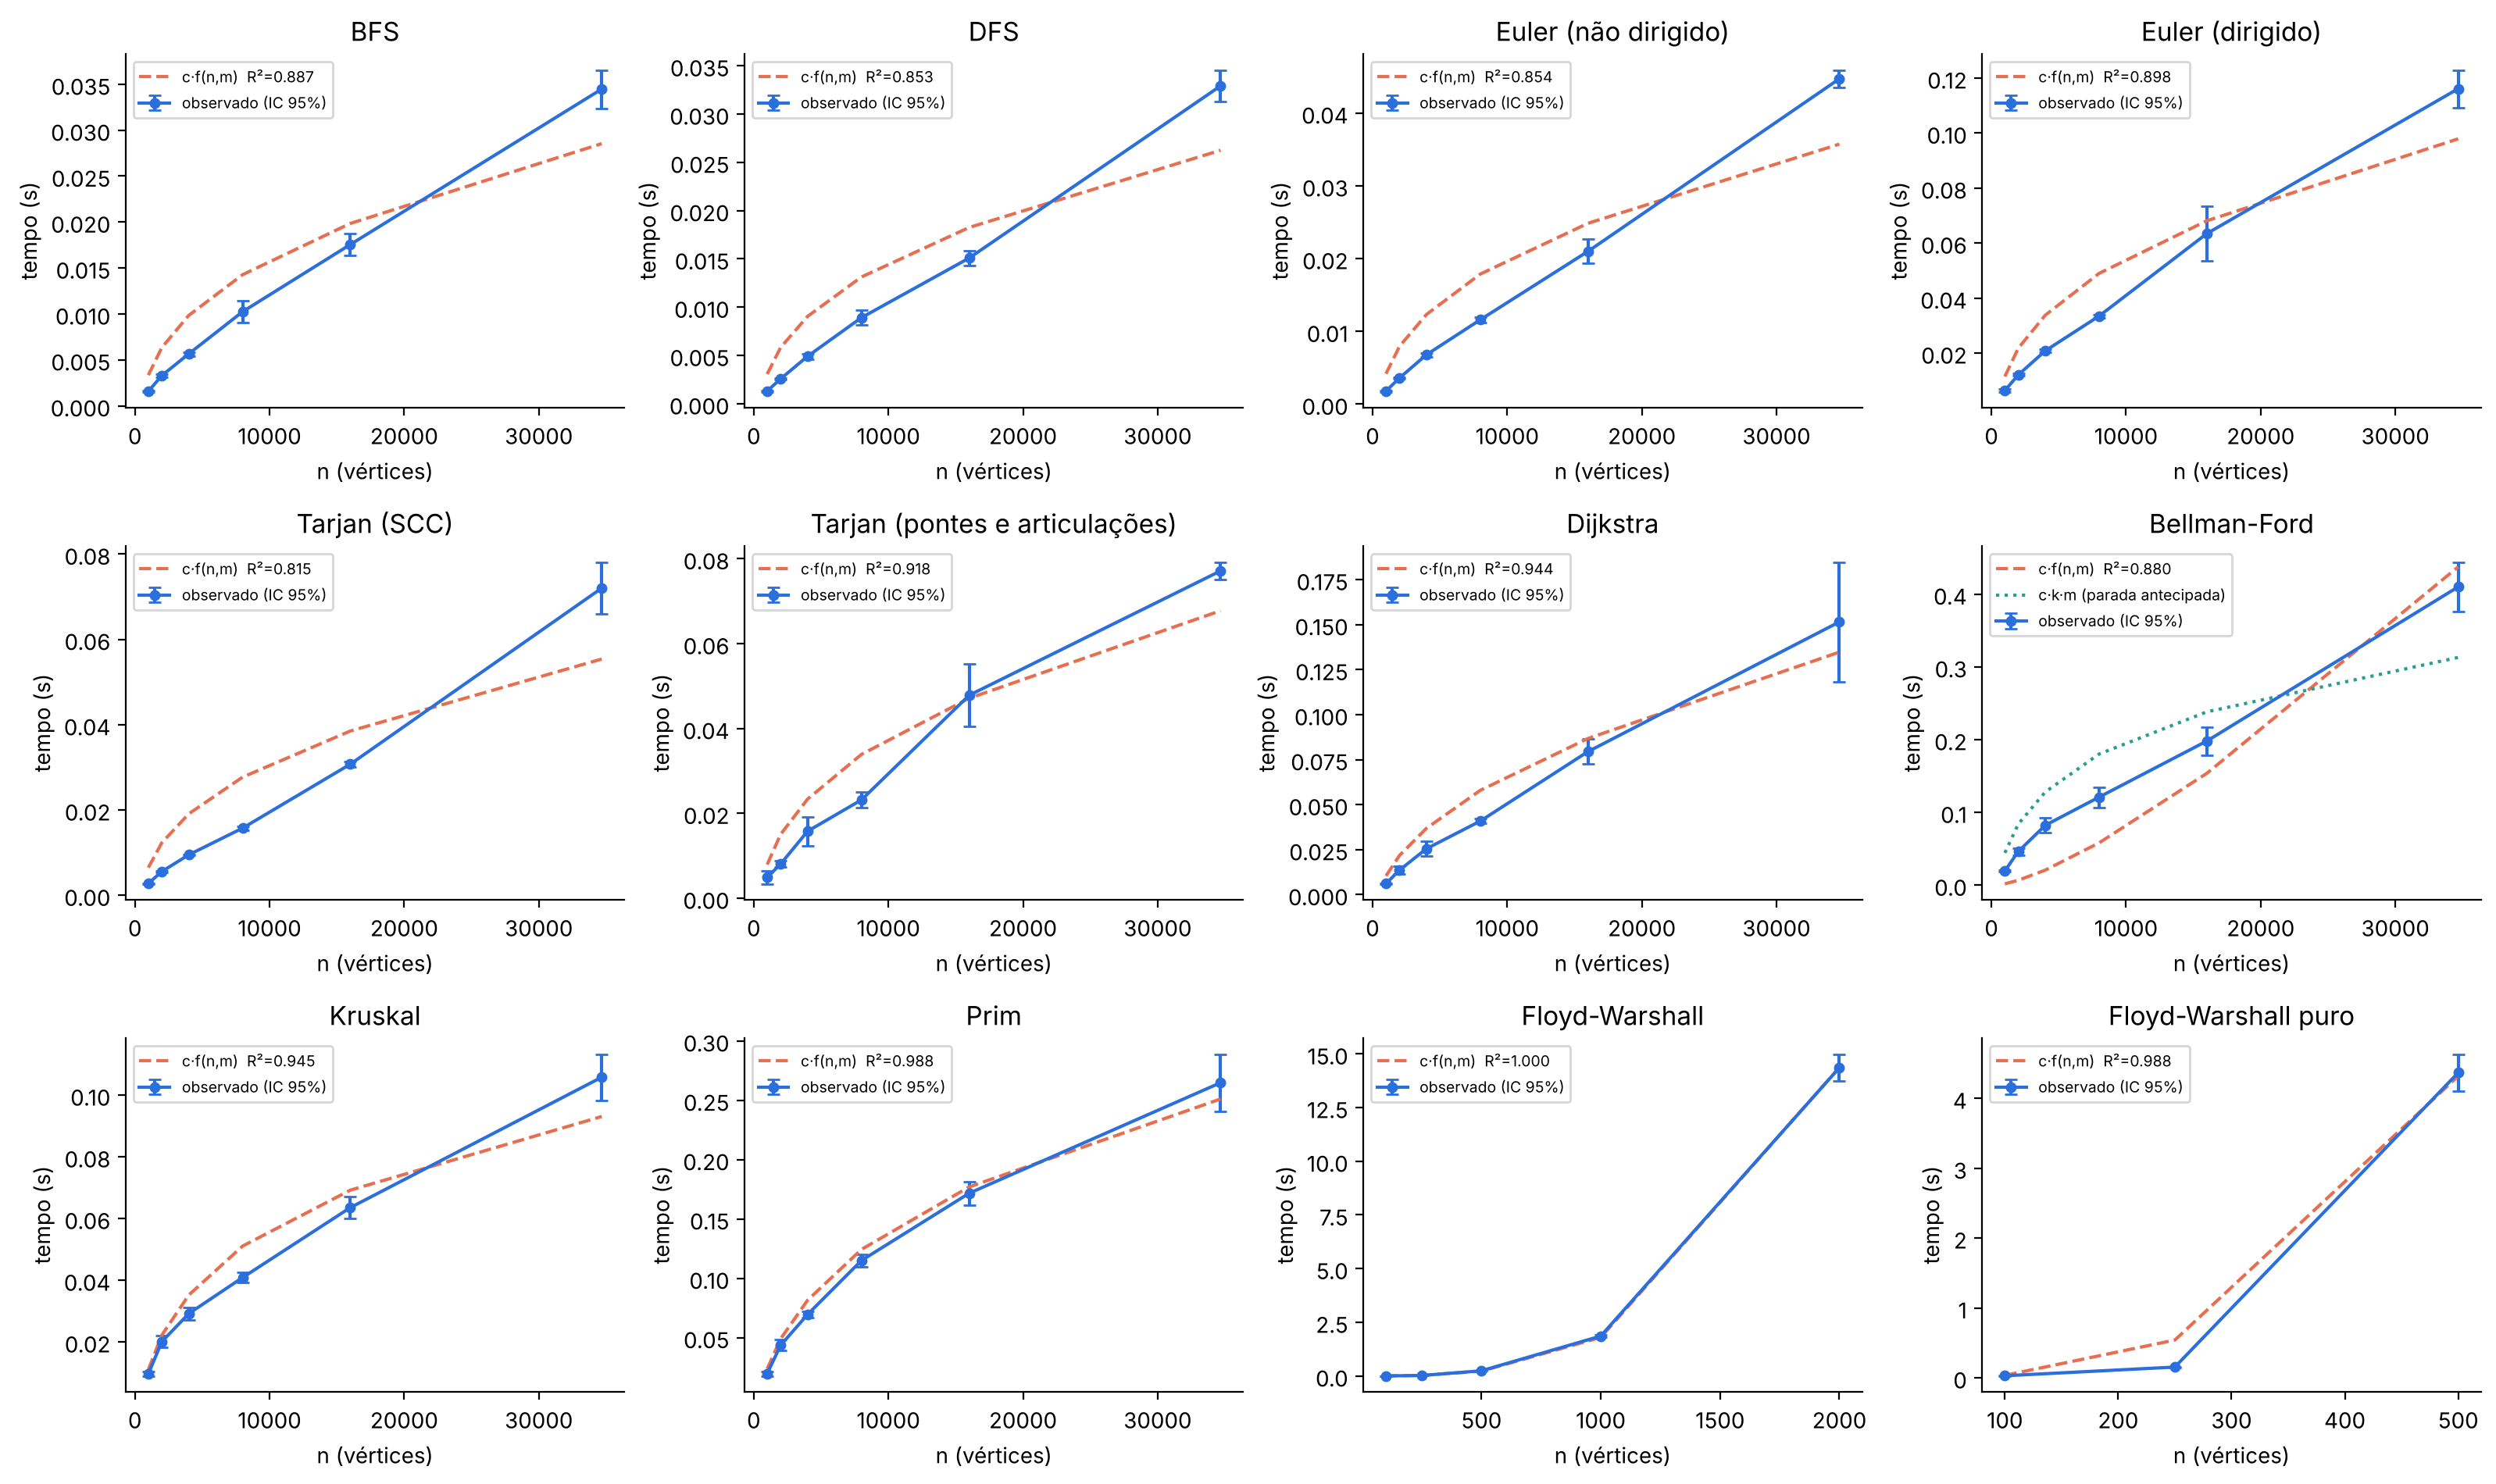 BFS
c·f(n,m) R²=0.887
observado (IC 95%)
tempo (s)
0.035
0.030
0.025
0.020
0.015
0.010
0.005
0.000
0 10000 20000 30000
n (vértices)
DFS
c·f(n,m) R²=0.853
observado (IC 95%)
tempo (s)
0.035
0.030
0.025
0.020
0.015
0.010
0.005
0.000
0 10000 20000 30000
n (vértices)
Euler (não dirigido)
c·f(n,m) R²=0.854
observado (IC 95%)
tempo (s)
0.04
0.03
0.02
0.01
0.00
0 10000 20000 30000
n (vértices)
Euler (dirigido)
c·f(n,m) R²=0.898
observado (IC 95%)
tempo (s)
0.12
0.10
0.08
0.06
0.04
0.02
0 10000 20000 30000
n (vértices)
Tarjan (SCC)
c·f(n,m) R²=0.815
observado (IC 95%)
tempo (s)
0.08
0.06
0.04
0.02
0.00
0 10000 20000 30000
n (vértices)
Tarjan (pontes e articulações)
c·f(n,m) R²=0.918
observado (IC 95%)
tempo (s)
0.08
0.06
0.04
0.02
0.00
0 10000 20000 30000
n (vértices)
Dijkstra
c·f(n,m) R²=0.944
observado (IC 95%)
tempo (s)
0.175
0.150
0.125
0.100
0.075
0.050
0.025
0.000
0 10000 20000 30000
n (vértices)
Bellman-Ford
c·f(n,m) R²=0.880
c·k·m (parada antecipada)
observado (IC 95%)
tempo (s)
0.4
0.3
0.2
0.1
0.0
0 10000 20000 30000
n (vértices)
Kruskal
c·f(n,m) R²=0.945
observado (IC 95%)
tempo (s)
0.10
0.08
0.06
0.04
0.02
0 10000 20000 30000
n (vértices)
Prim
c·f(n,m) R²=0.988
observado (IC 95%)
tempo (s)
0.30
0.25
0.20
0.15
0.10
0.05
0 10000 20000 30000
n (vértices)
Floyd-Warshall
c·f(n,m) R²=1.000
observado (IC 95%)
tempo (s)
15.0
12.5
10.0
7.5
5.0
2.5
0.0
500 1000 1500 2000
n (vértices)
Floyd-Warshall puro
c·f(n,m) R²=0.988
observado (IC 95%)
tempo (s)
4
3
2
1
0
100 200 300 400 500
n (vértices)